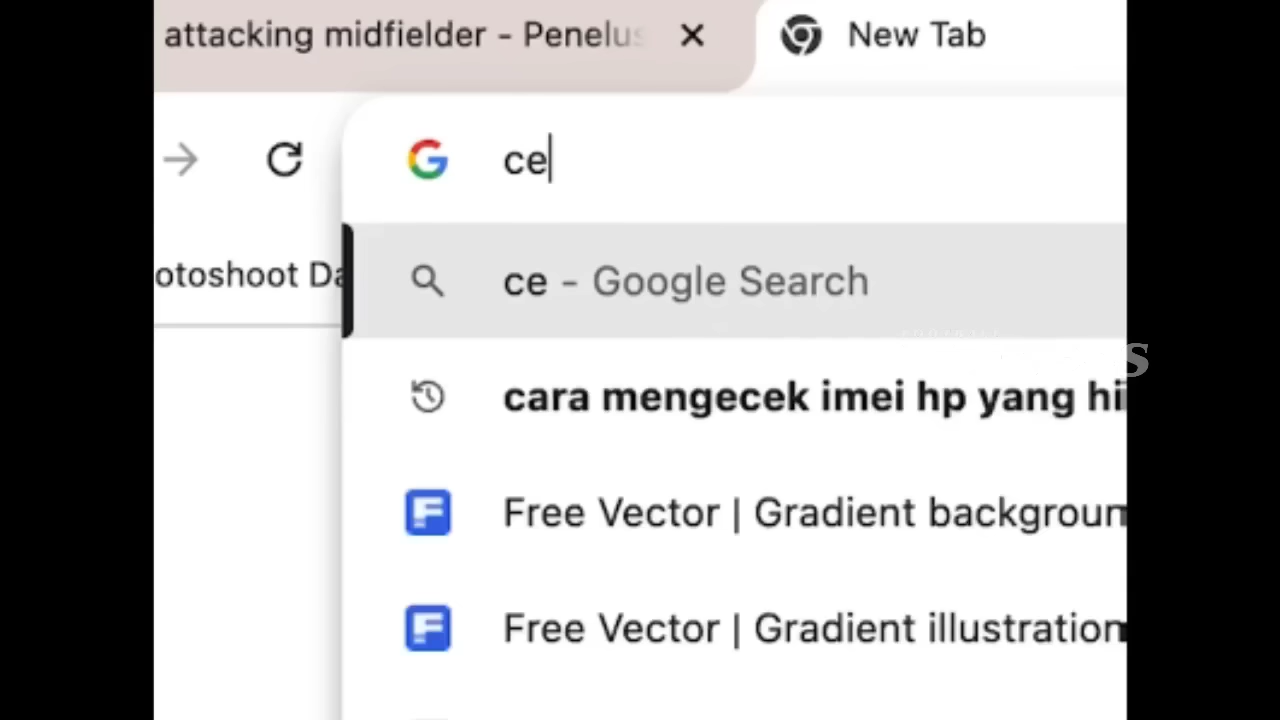 attacking midfielder - Penelus
New Tab
ce
otoshoot Da
ce - Google Search
cara mengecek imei hp yang hi
Free Vector | Gradient backgroun
Free Vector | Gradient illustration